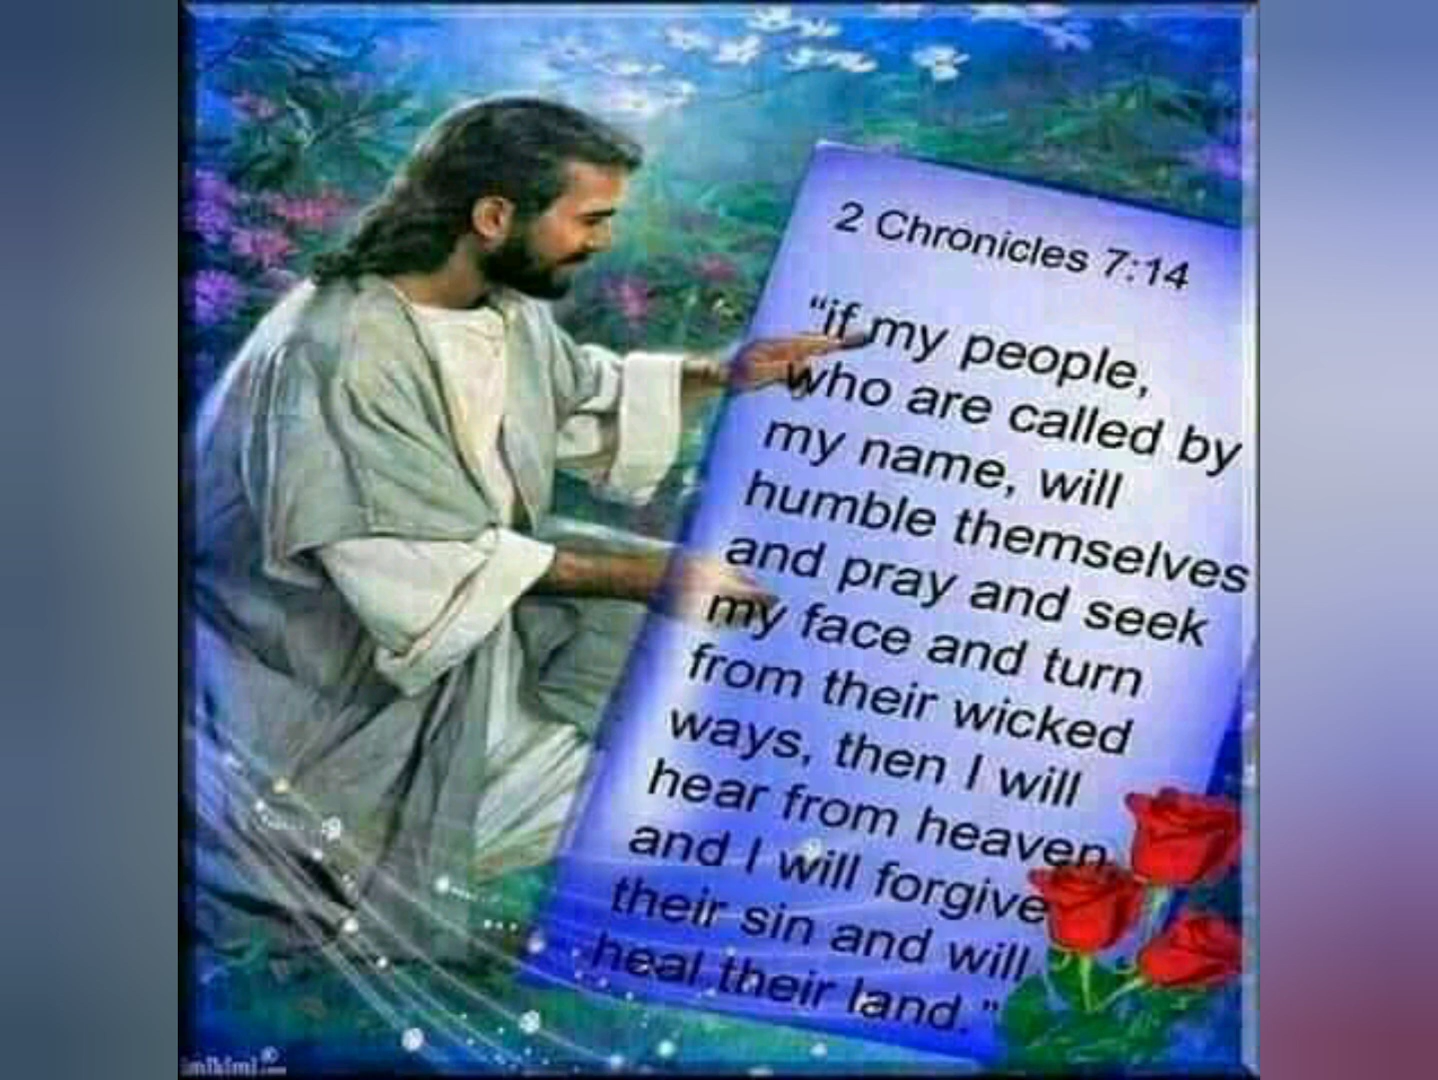 2 Chronicles 7:14
"if my people,
who are called by
my name, will
humble themselves
and pray and seek
my face and turn
from their wicked
ways, then I will
hear from heaven,
and I will forgive
their sin and will
heal their land."
imikimi